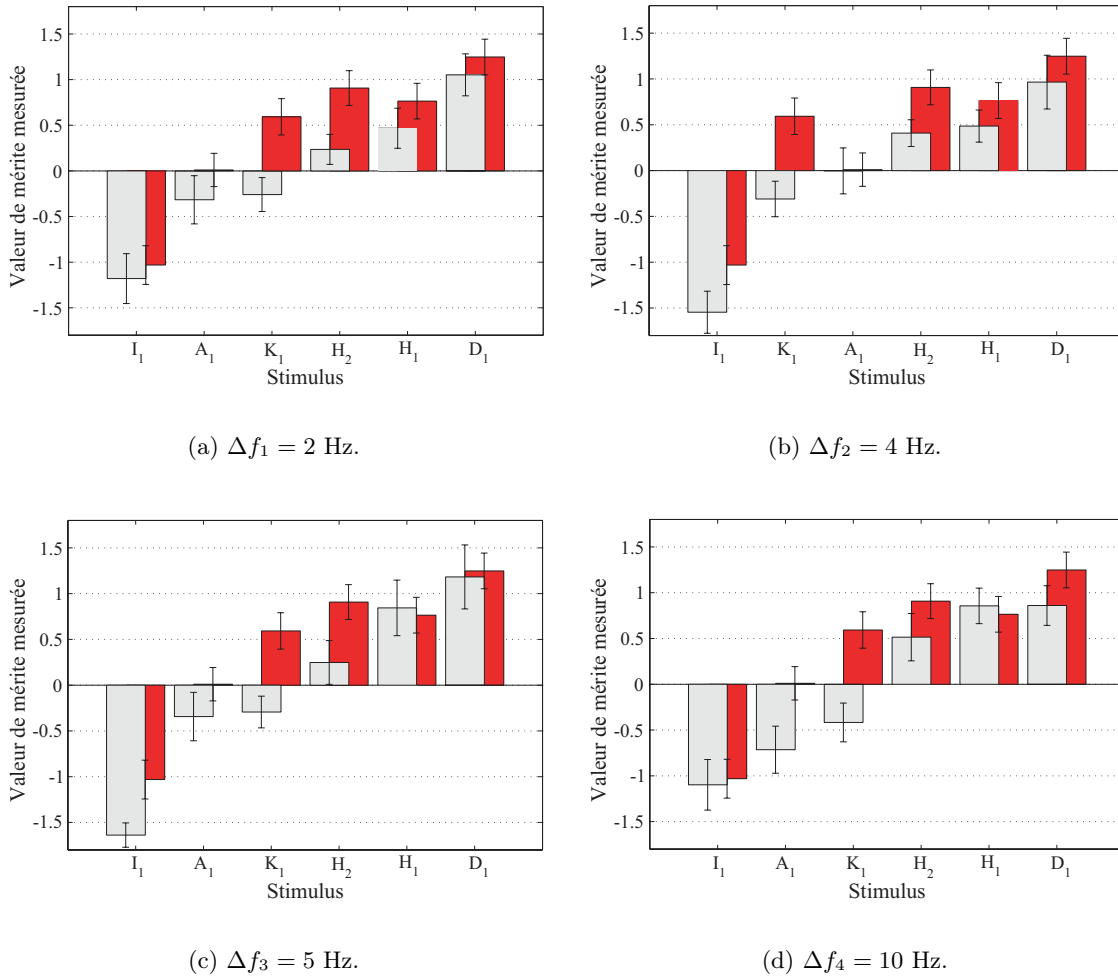 Valeur de mérite mesurée
1.5
1
0.5
0
-0.5
-1
-1.5
I1 A1 K1 H2 H1 D1
Stimulus
(a) Δf1 = 2 Hz.
Valeur de mérite mesurée
1.5
1
0.5
0
-0.5
-1
-1.5
I1 K1 A1 H2 H1 D1
Stimulus
(b) Δf2 = 4 Hz.
Valeur de mérite mesurée
1.5
1
0.5
0
-0.5
-1
-1.5
I1 A1 K1 H2 H1 D1
Stimulus
(c) Δf3 = 5 Hz.
Valeur de mérite mesurée
1.5
1
0.5
0
-0.5
-1
-1.5
I1 A1 K1 H2 H1 D1
Stimulus
(d) Δf4 = 10 Hz.